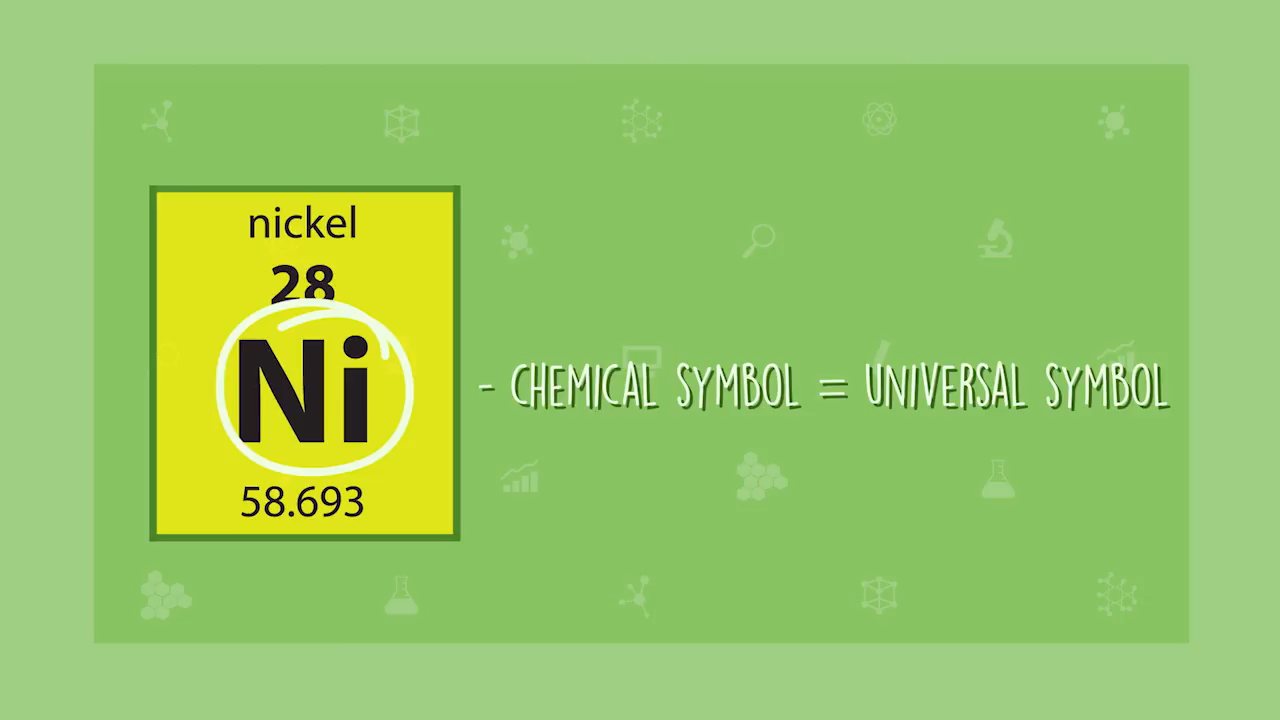 nickel
28
Ni
- CHEMICAL SYMBOL = UNIVERSAL SYMBOL
58.693